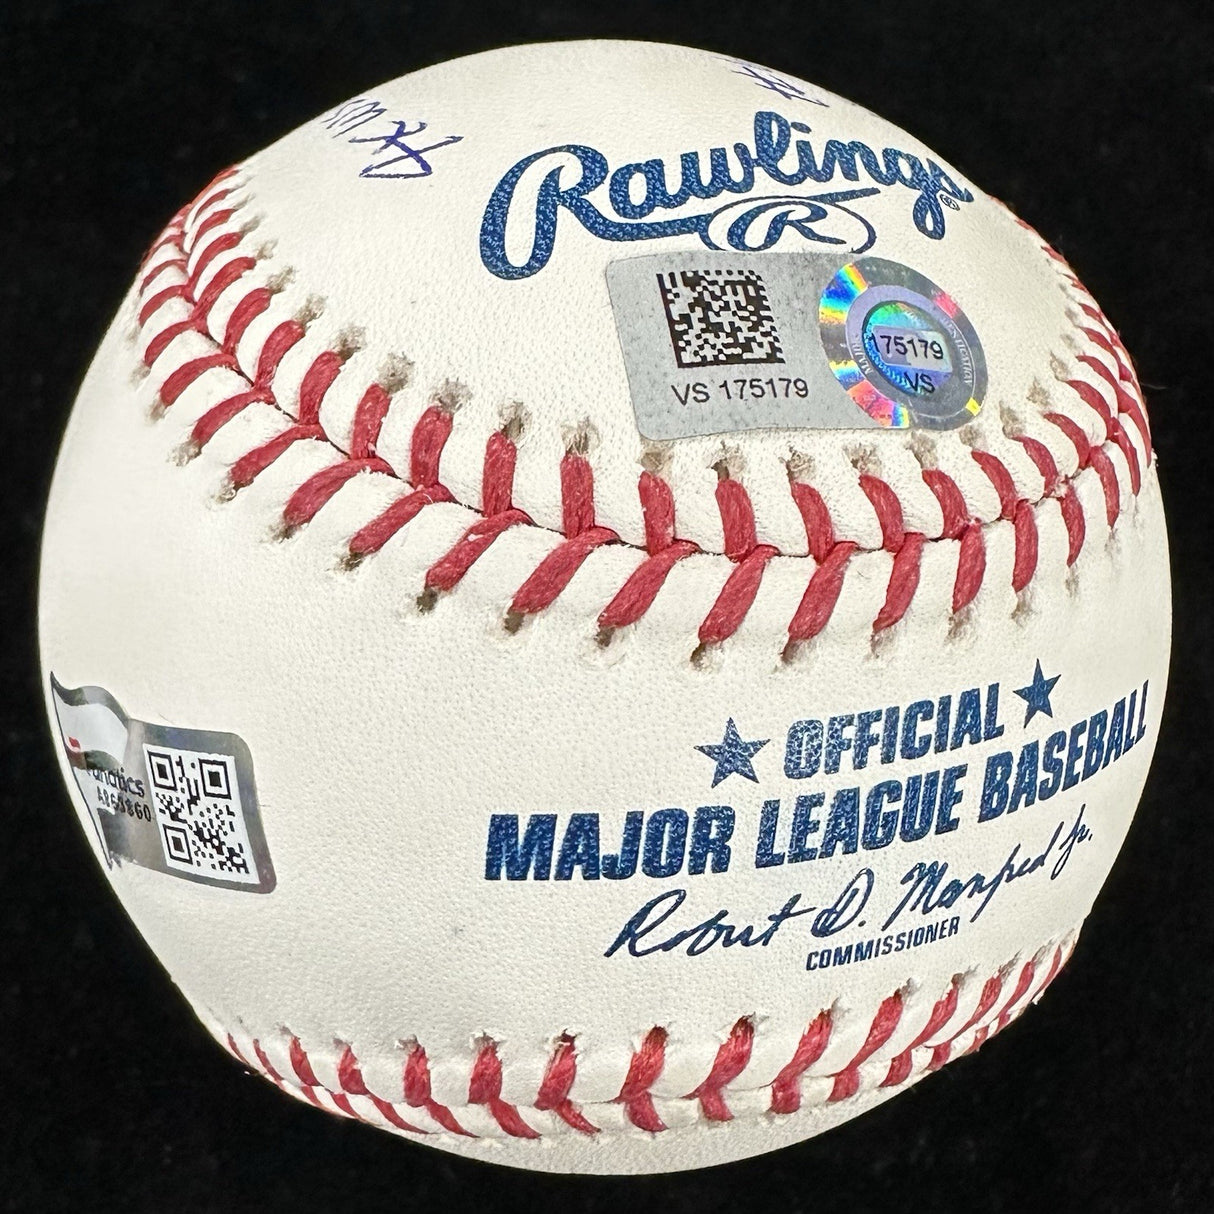 Rawlings®
R
VS 175179
175179
VS
★ OFFICIAL ★
MAJOR LEAGUE BASEBALL
Robert D. Manfred Jr.
COMMISSIONER
Fanatics